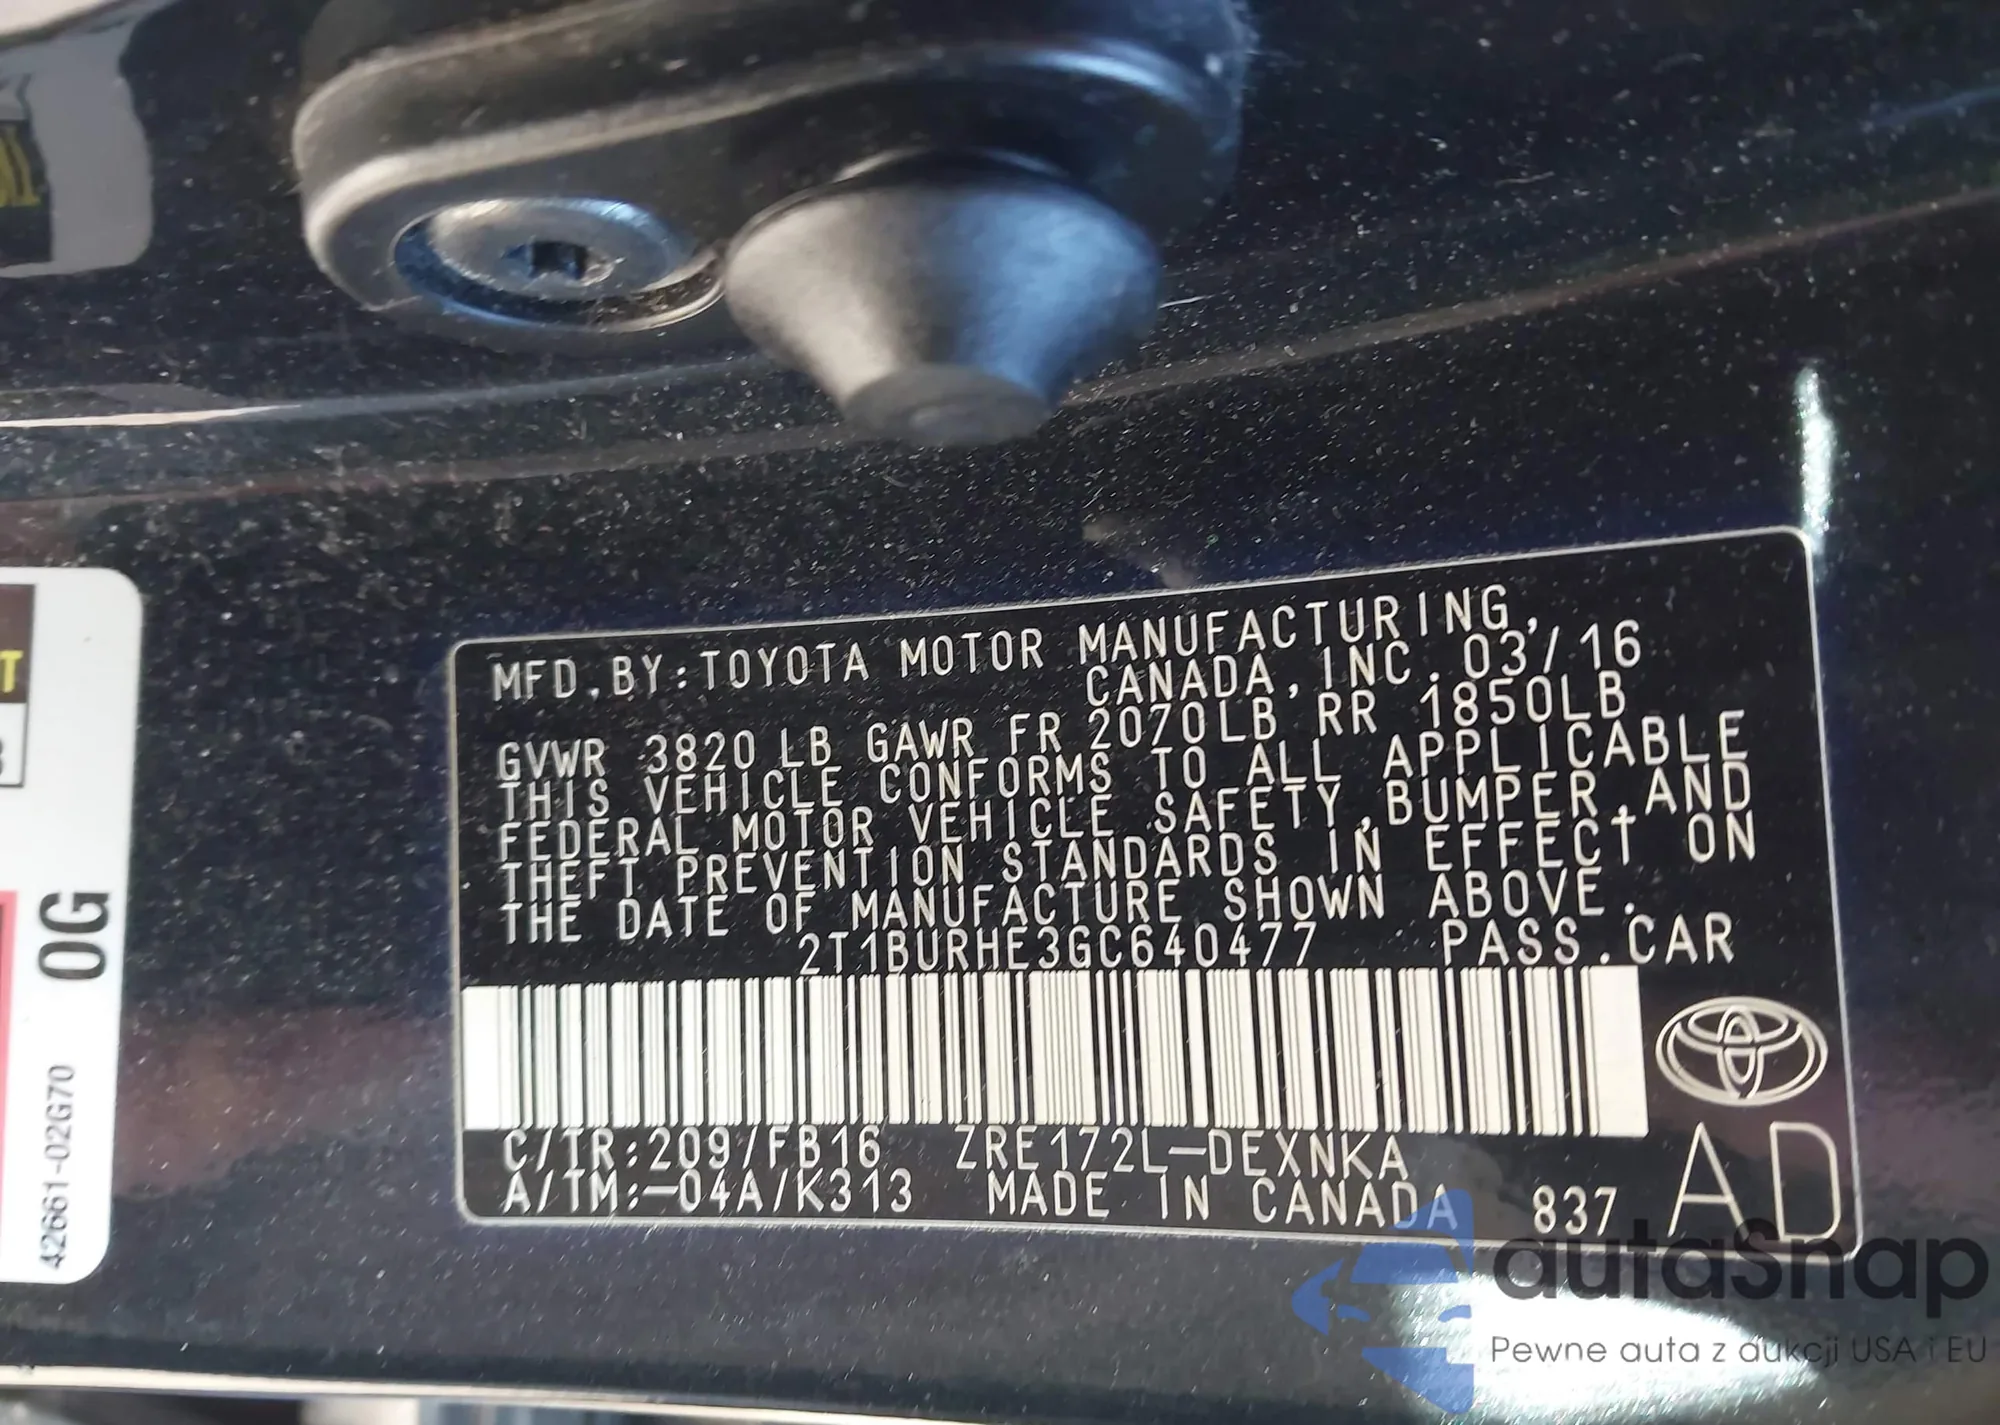 MFD.BY:TOYOTA MOTOR MANUFACTURING,
CANADA, INC. 03/16
GVWR 3820 LB GAWR FR 2070LB RR 1850LB
THIS VEHICLE CONFORMS TO ALL APPLICABLE
FEDERAL MOTOR VEHICLE SAFETY,BUMPER,AND
THEFT PREVENTION STANDARDS IN EFFECT ON
THE DATE OF MANUFACTURE SHOWN ABOVE.
2T1BURHE3GC640477 PASS.CAR
C/TR:209/FB16 ZRE172L-DEXNKA
A/TM:-04A/K313 MADE IN CANADA 837
AD
0G
42661-02G70
autaSnap
Pewne auta z aukcji USA i EU